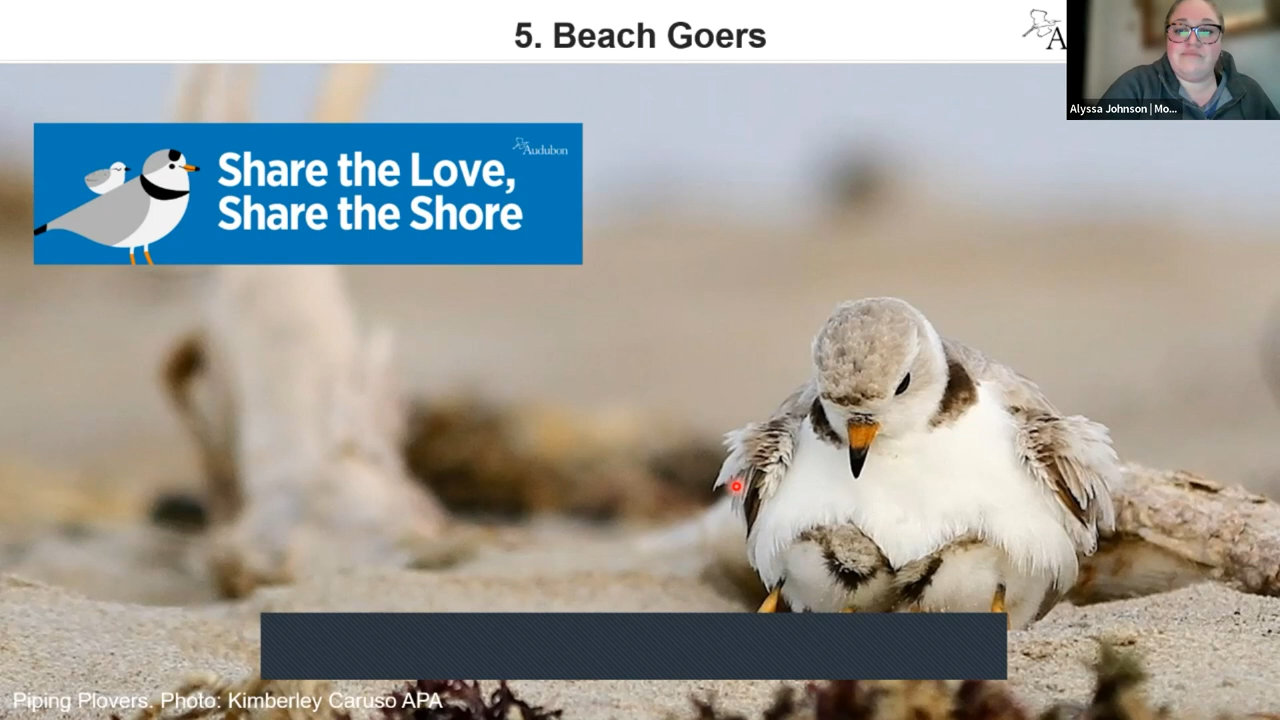 5. Beach Goers
A
Alyssa Johnson | Mo...
Audubon
Share the Love,
Share the Shore
Piping Plovers. Photo: Kimberley Caruso APA